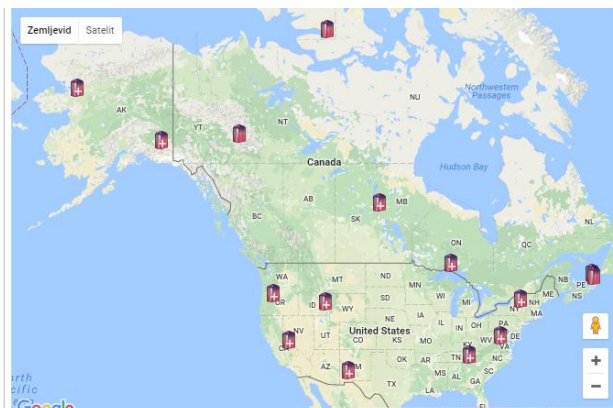 Zemljevid Satelit
Northwestern
Passages
AK
NU
YT
NT
Canada
Hudson Bay
AB
MB
BC
SK
NL
ON
QC
WA
MT
ND
MN
NB
PE
NS
ME
OR
ID
SD
WI
MI
NY
NH
MA
WY
NE
IA
IL
IN
OH
PA
NV
UT
United States
CO
KS
MO
KY
WV
VA
DE
CA
AZ
NM
OK
AR
TN
NC
SC
MS
AL
GA
TX
LA
+
−
Google